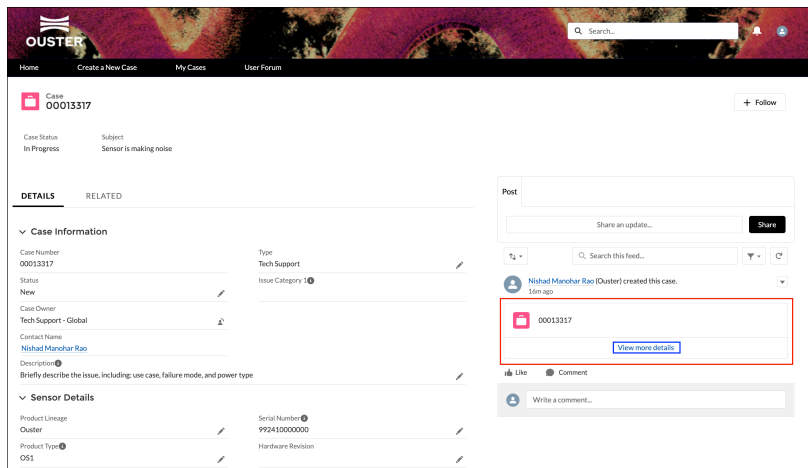 OUSTER
Search...
Home Create a New Case My Cases User Forum
Case
00013317
+ Follow
Case Status Subject
In Progress Sensor is making noise
DETAILS RELATED
Case Information
Case Number
00013317
Type
Tech Support
Status
New
Issue Category 1
Case Owner
Tech Support - Global
Contact Name
Nishad Manohar Rao
Description
Briefly describe the issue, including: use case, failure mode, and power type
Sensor Details
Product Lineage
Ouster
Serial Number
992410000000
Product Type
OS1
Hardware Revision
Post
Share an update...
Share
Search this feed...
Nishad Manohar Rao (Ouster) created this case.
16m ago
00013317
View more details
Like Comment
Write a comment...